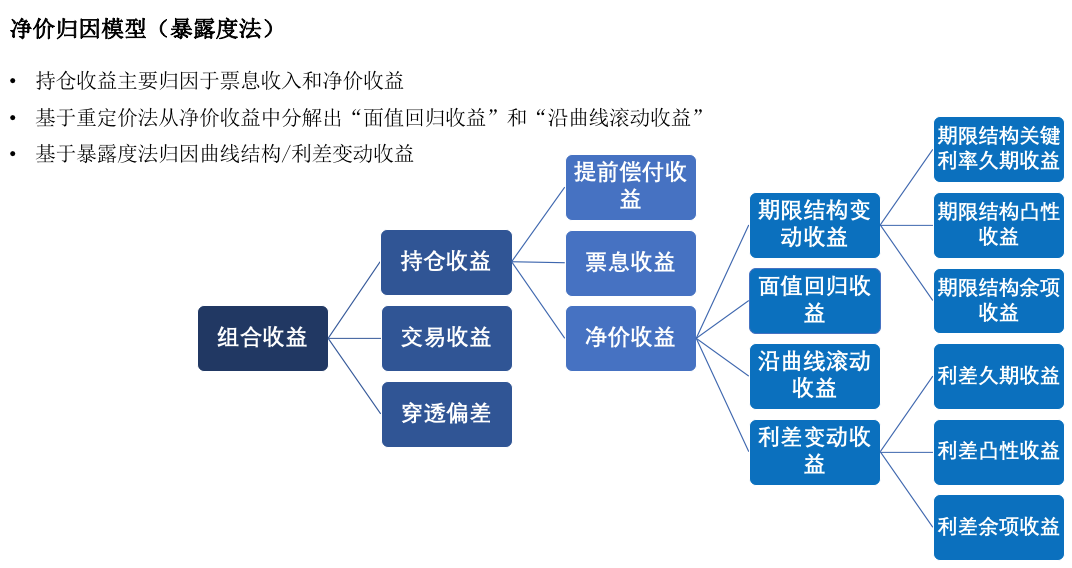 净价归因模型（暴露度法）
• 持仓收益主要归因于票息收入和净价收益
• 基于重定价法从净价收益中分解出“面值回归收益”和“沿曲线滚动收益”
• 基于暴露度法归因曲线结构/利差变动收益
组合收益
持仓收益
交易收益
穿透偏差
提前偿付收
益
票息收益
净价收益
期限结构变
动收益
面值回归收
益
沿曲线滚动
收益
利差变动收
益
期限结构关键
利率久期收益
期限结构凸性
收益
期限结构余项
收益
利差久期收益
利差凸性收益
利差余项收益